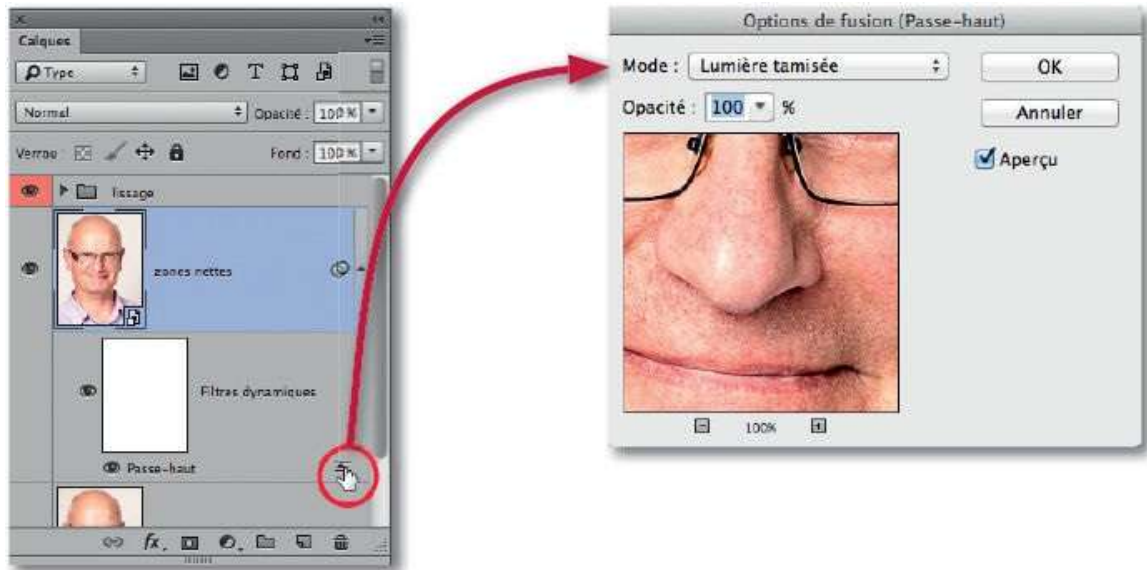 Calques
Type
Normal
Opacité : 100 %
Verrou
Fond : 100 %
lissage
zones nettes
Filtres dynamiques
Passe-haut
fx
Options de fusion (Passe-haut)
Mode : Lumière tamisée
OK
Opacité : 100 %
Annuler
Aperçu
100%